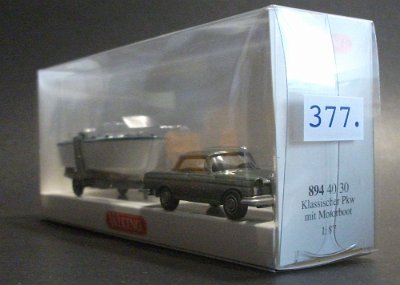 377.
894 40 30
Klassischer Pkw
mit Motorboot
1:87
WIKING